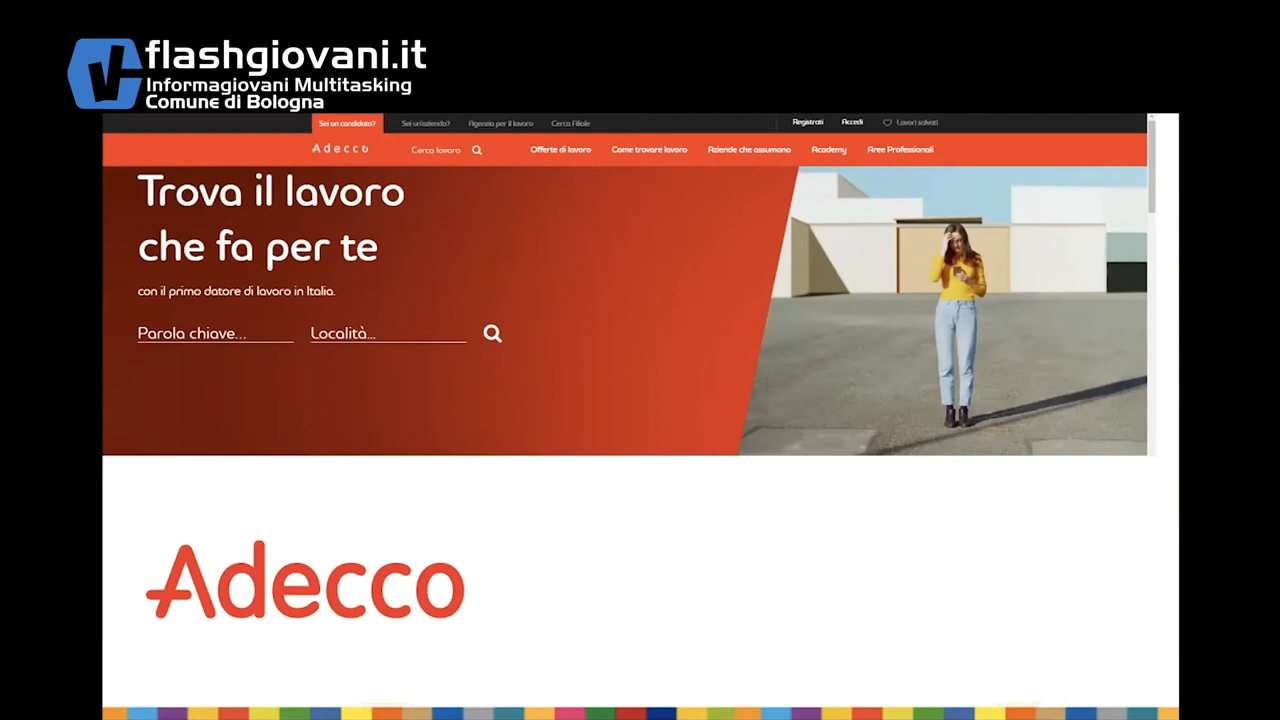 flashgiovani.it
Informagiovani Multitasking
Comune di Bologna
Sei un candidato? Sei un'azienda? Agenzia per il lavoro Cerca Filiale Registrati Accedi Lavori salvati
Adecco Cerca lavoro Offerte di lavoro Come trovare lavoro Aziende che assumono Academy Aree Professionali
Trova il lavoro
che fa per te
con il primo datore di lavoro in Italia.
Parola chiave... Località...
Adecco